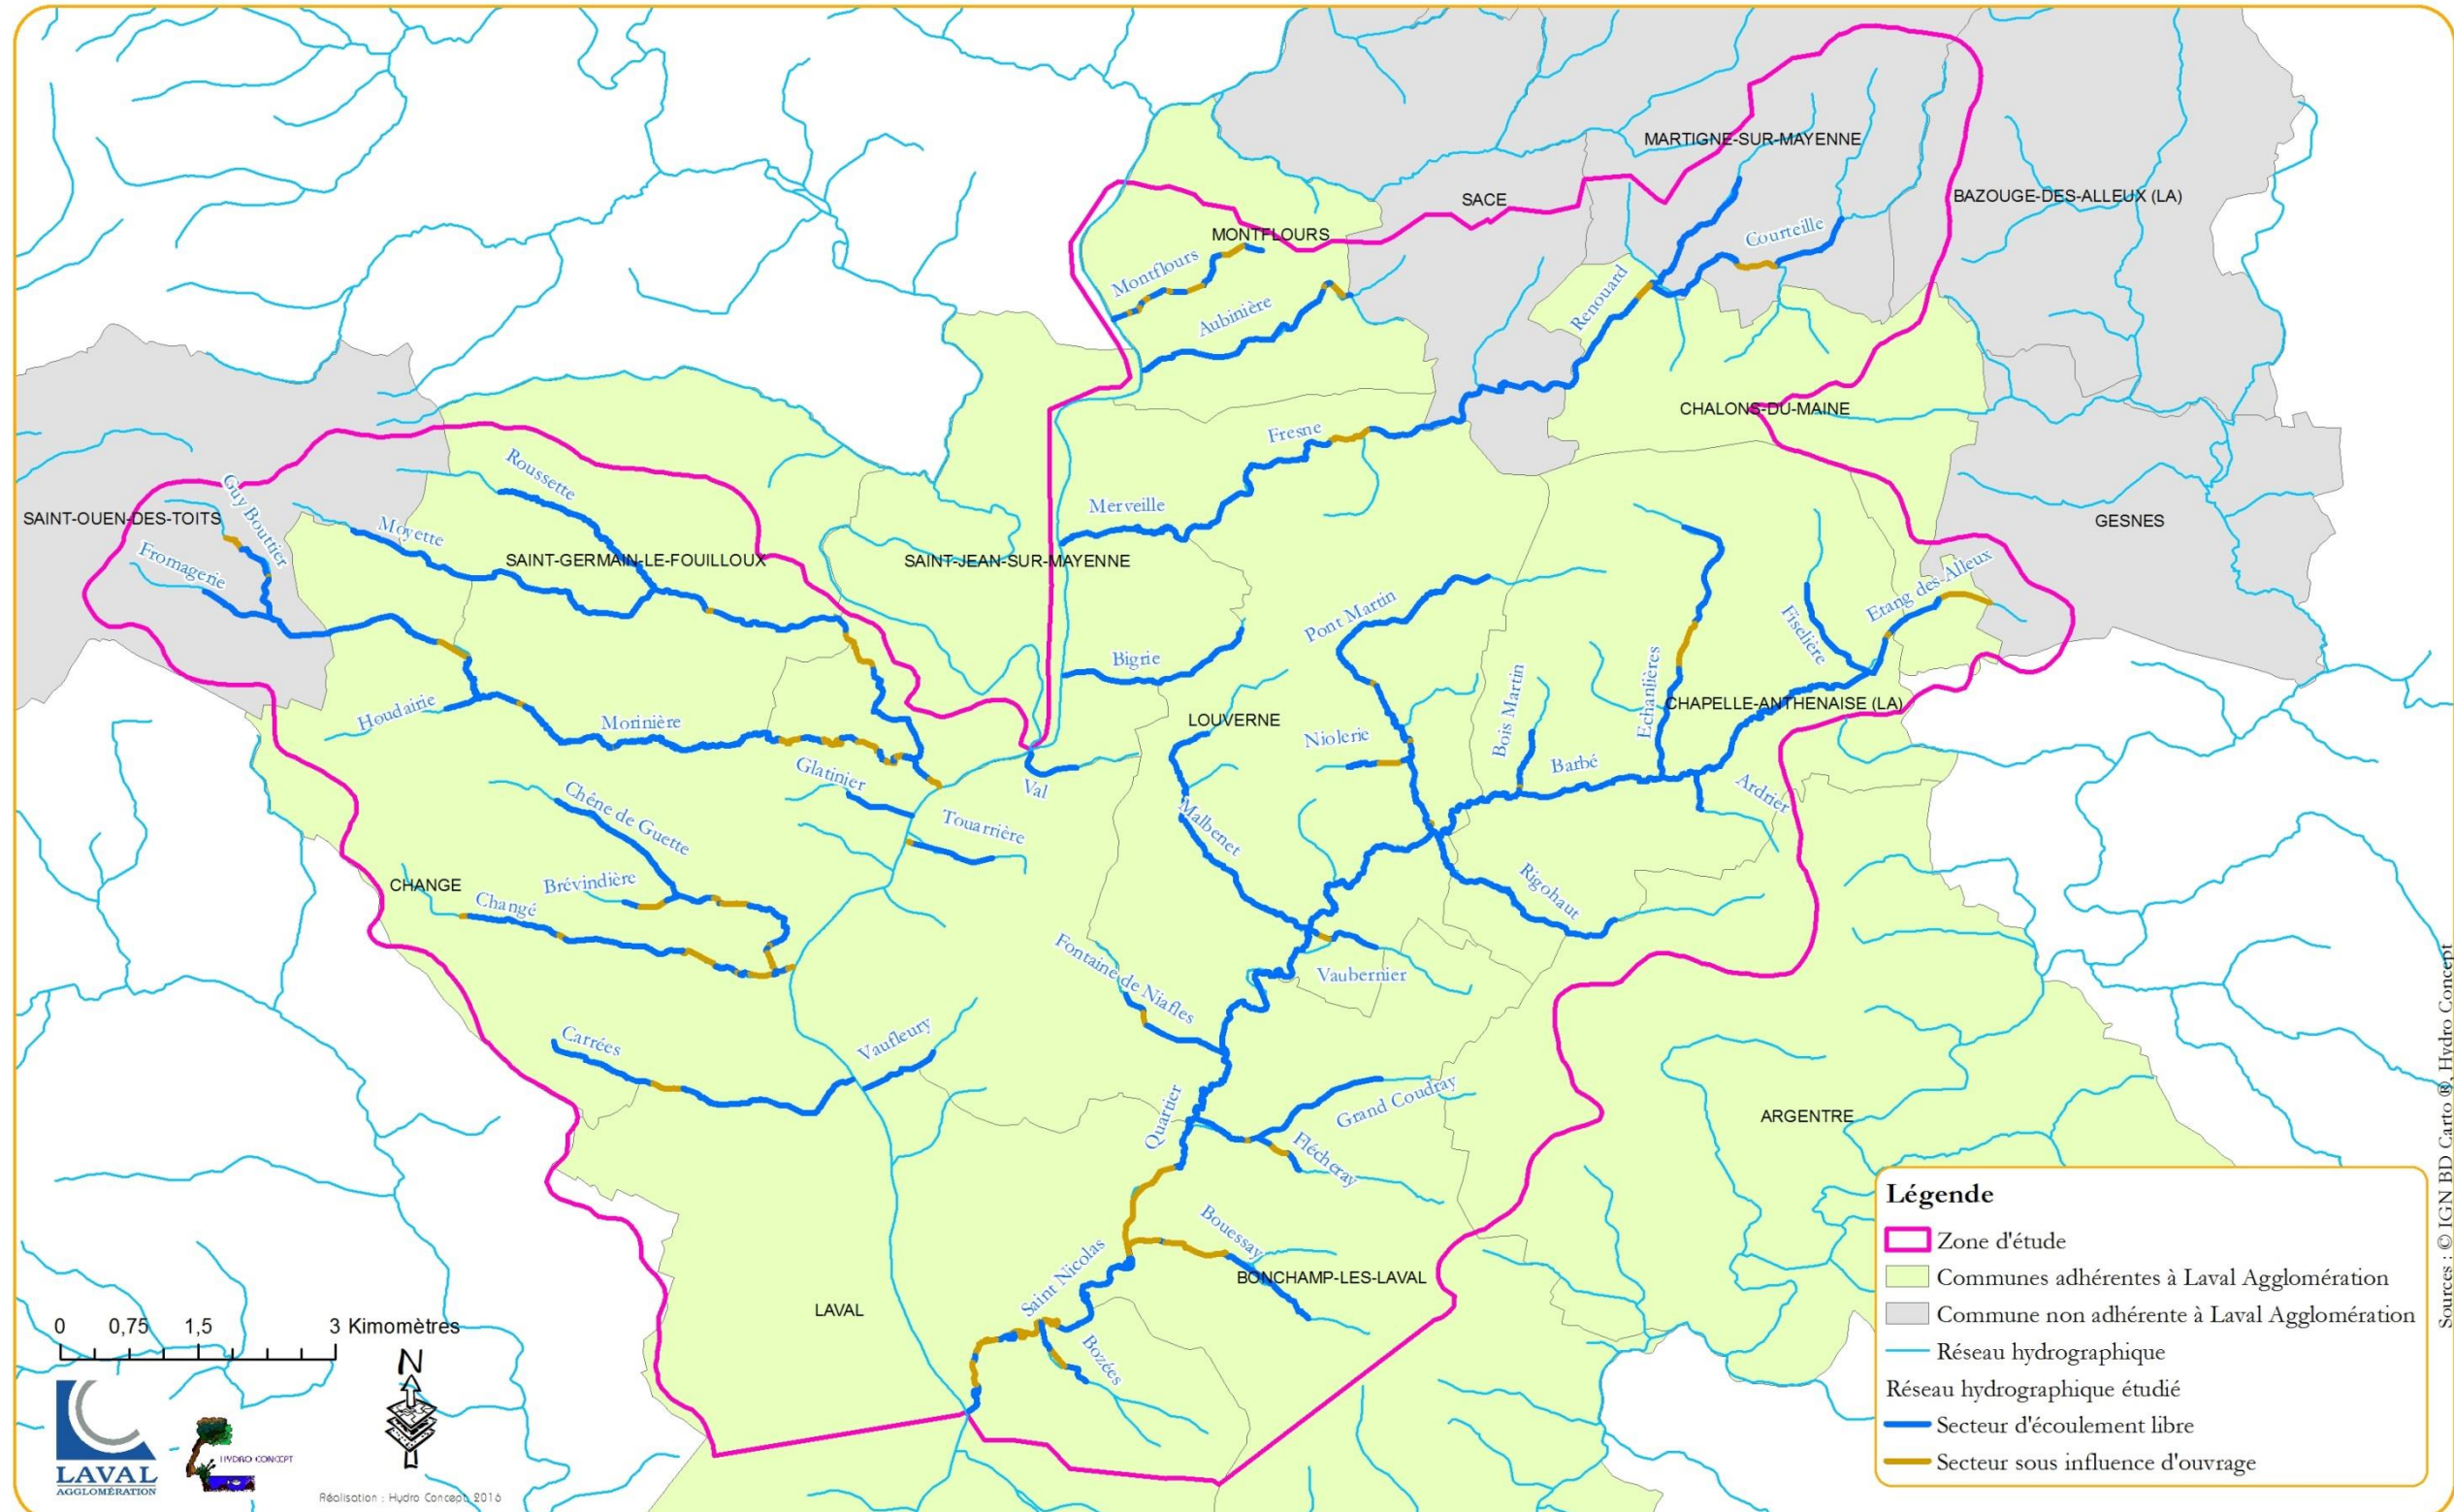 MARTIGNE-SUR-MAYENNE
BAZOUGE-DES-ALLEUX (LA)
SACE
MONTFLOURS
Courteille
Montflours
Renouard
Aubinière
CHALONS-DU-MAINE
Fresne
Roussette
Guy Bouttier
SAINT-OUEN-DES-TOITS
Moyette
Merveille
GESNES
Fromagerie
SAINT-GERMAIN-LE-FOUILLOUX
SAINT-JEAN-SUR-MAYENNE
Etang des Alleux
Pont Martin
Fiselière
Bigrie
Echanlières
CHAPELLE-ANTHENAISE (LA)
Houdairie
Morinière
LOUVERNE
Bois Martin
Niolerie
Barbé
Glatinier
Val
Ardrier
Chêne de Guette
Touarrière
Malbenet
CHANGE
Brévindière
Changé
Rigohaut
Fontaine de Niafles
Vaubernier
Carrées
Vaufleury
Quartier
Grand Coudray
Flécheray
ARGENTRE
Bouessay
Saint Nicolas
BONCHAMP-LES-LAVAL
LAVAL
Bozées
0 0,75 1,5 3 Kimomètres
N
LAVAL
AGGLOMÉRATION
HYDRO CONCEPT
Réalisation : Hydro Concept 2016
Légende
Zone d'étude
Communes adhérentes à Laval Agglomération
Commune non adhérente à Laval Agglomération
Réseau hydrographique
Réseau hydrographique étudié
Secteur d'écoulement libre
Secteur sous influence d'ouvrage
Sources : © IGN BD Carto ®, Hydro Concept